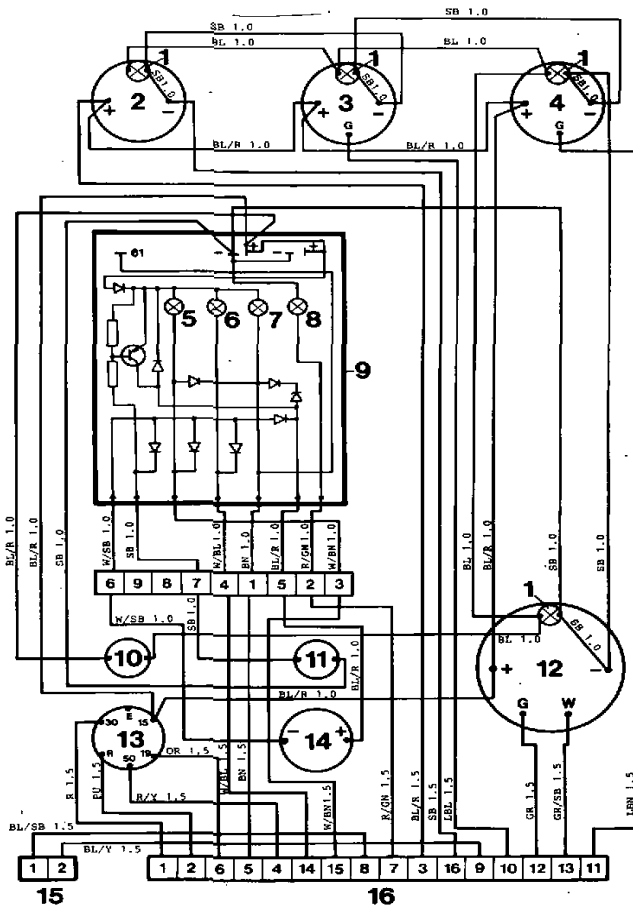 SB 1.0
SB 1.0
BL 1.0
BL 1.0
1 1 1
SB1.0 SB1.0 SB1.0
+ 2 - + 3 - + 4 -
G G
BL/R 1.0 BL/R 1.0
61 - + - +
5 6 7 8
9
BL/R 1.0
BL/R 1.0
SB 1.0
W/SB 1.0
SB 1.0
W/BL 1.0
BN 1.0
BL/R 1.0
R/GN 1.0
W/BN 1.0
BL 1.0
BL/R 1.0
SB 1.0
SB 1.0
6 9 8 7 4 1 5 2 3
W/SB 1.0
SB 1.0
BL/R 1.0
1
SB 1.0
BL 1.0
10 11
+ 12 -
G W
BL/R 1.0
30 E 15
13
R 50 19
- 14 +
OR 1.5
R 1.5
PU 1.5
R/Y 1.5
W/BL 1.5
BN 1.5
W/BN1.5
R/GN 1.5
BL/R 1.5
SB 1.5
LBL 1.5
GR 1.5
GR/SB 1.5
LBN 1.5
BL/SB 1.5
BL/Y 1.5
1 2
1 2 6 5 4 14 15 8 7 3 16 9 10 12 13 11
15 16